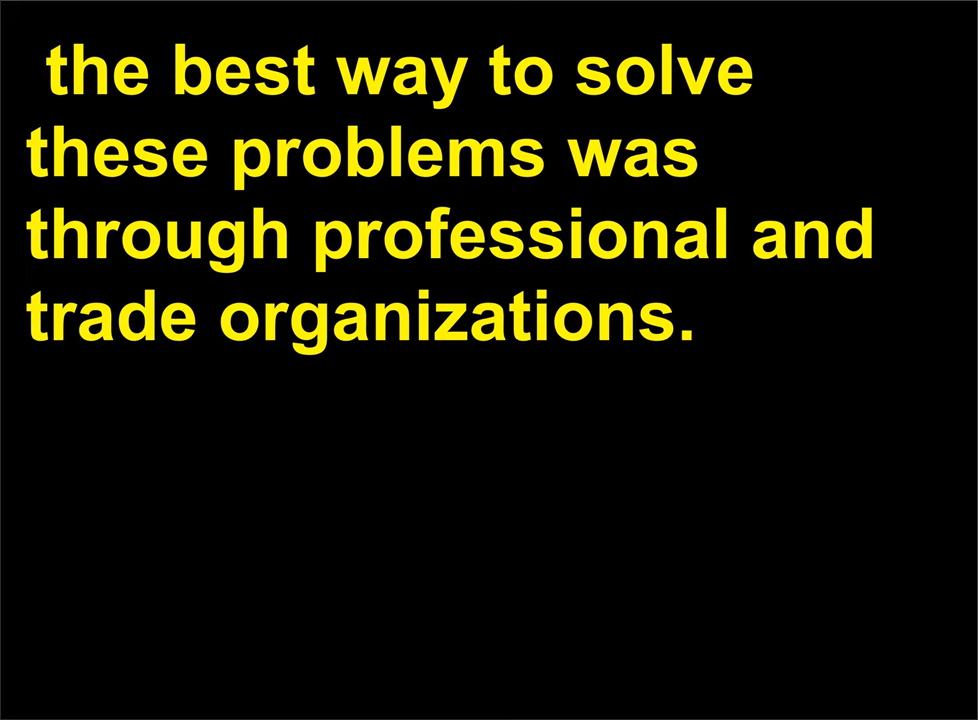 the best way to solve
these problems was
through professional and
trade organizations.